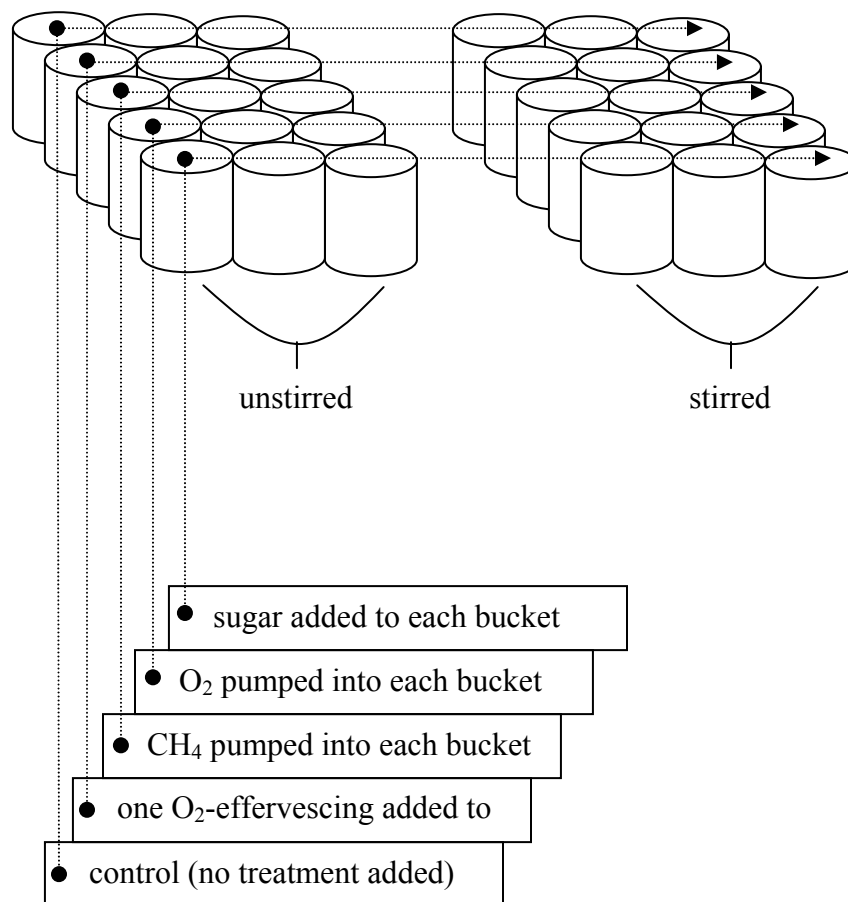 unstirred
stirred
sugar added to each bucket
O₂ pumped into each bucket
CH₄ pumped into each bucket
one O₂-effervescing added to
control (no treatment added)